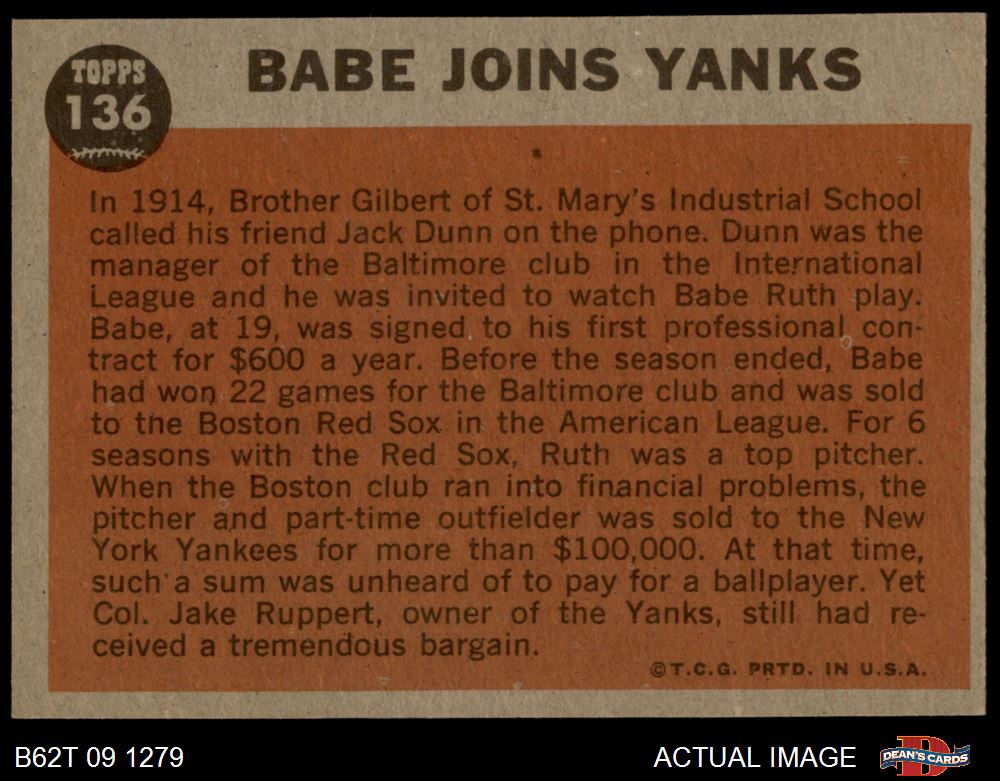 TOPPS
136
BABE JOINS YANKS
In 1914, Brother Gilbert of St. Mary's Industrial School
called his friend Jack Dunn on the phone. Dunn was the
manager of the Baltimore club in the International
League and he was invited to watch Babe Ruth play.
Babe, at 19, was signed to his first professional con-
tract for $600 a year. Before the season ended, Babe
had won 22 games for the Baltimore club and was sold
to the Boston Red Sox in the American League. For 6
seasons with the Red Sox, Ruth was a top pitcher.
When the Boston club ran into financial problems, the
pitcher and part-time outfielder was sold to the New
York Yankees for more than $100,000. At that time,
such a sum was unheard of to pay for a ballplayer. Yet
Col. Jake Ruppert, owner of the Yanks, still had re-
ceived a tremendous bargain.
©T.C.G. PRTD. IN U.S.A.
B62T 09 1279
ACTUAL IMAGE
DEAN'S CARDS